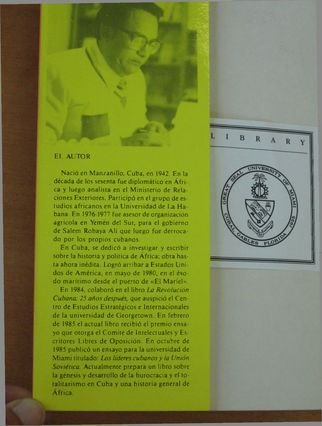 EL AUTOR
Nació en Manzanillo, Cuba, en 1942. En la
década de los sesenta fue diplomático en Áfri-
ca y luego analista en el Ministerio de Rela-
ciones Exteriores. Participó en el grupo de es-
tudios africanos en la Universidad de La Ha-
bana. En 1976-1977 fue asesor de organización
agrícola en Yemén del Sur, para el gobierno
de Salem Robaya Ali que luego fue derroca-
do por los propios cubanos.
En Cuba, se dedicó a investigar y escribir
sobre la historia y política de África; obra has-
ta ahora inédita. Logró arribar a Estados Uni-
dos de América, en mayo de 1980, en el éxo-
do marítimo desde el puerto de «El Mariel».
En 1984, colaboró en el libro La Revolucion
Cubana: 25 años después, que auspició el Cen-
tro de Estudios Estratégicos e Internacionales
de la universidad de Georgetown. En febrero
de 1985 el actual libro recibió el premio ensa-
yo que otorga el Comité de Intelectuales y Es-
critores Libres de Oposición. En octubre de
1985 publicó un ensayo para la universidad de
Miami titulado: Los líderes cubanos y la Unión
Soviética. Actualmente prepara un libro sobre
la génesis y desarrollo de la burocracia y el to-
talitarismo en Cuba y una historia general de
África.
LIBRARY
GREAT SEAL UNIVERSITY OF MIAMI
CORAL GABLES FLORIDA 1925